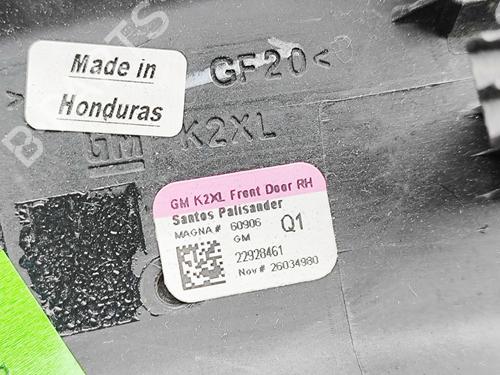 Made in
Honduras
GF20<
GM K2XL
GM K2XL Front Door RH
Santos Palisander
MAGNA# 60906 Q1
GM
22928461
Nov# 26034980